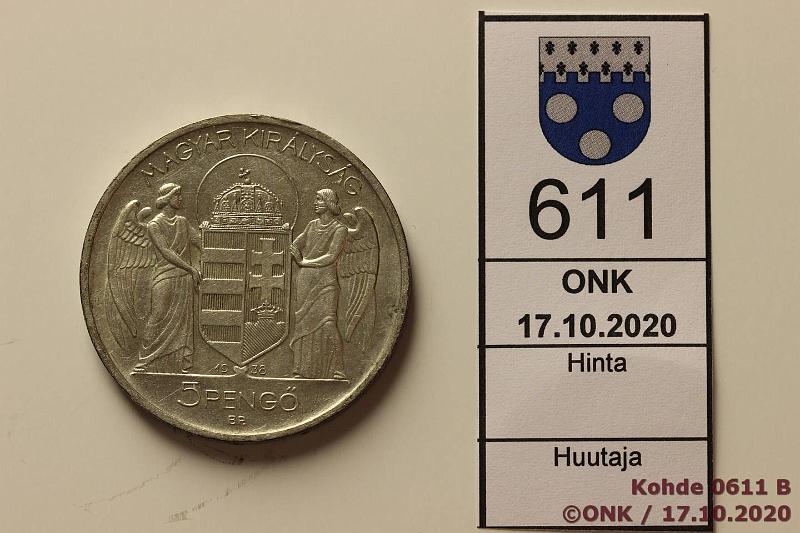 MAGYAR KIRÁLYSÁG
19 38
5 PENGŐ
BP.
611
ONK
17.10.2020
Hinta
Huutaja
Kohde 0611 B
©ONK / 17.10.2020